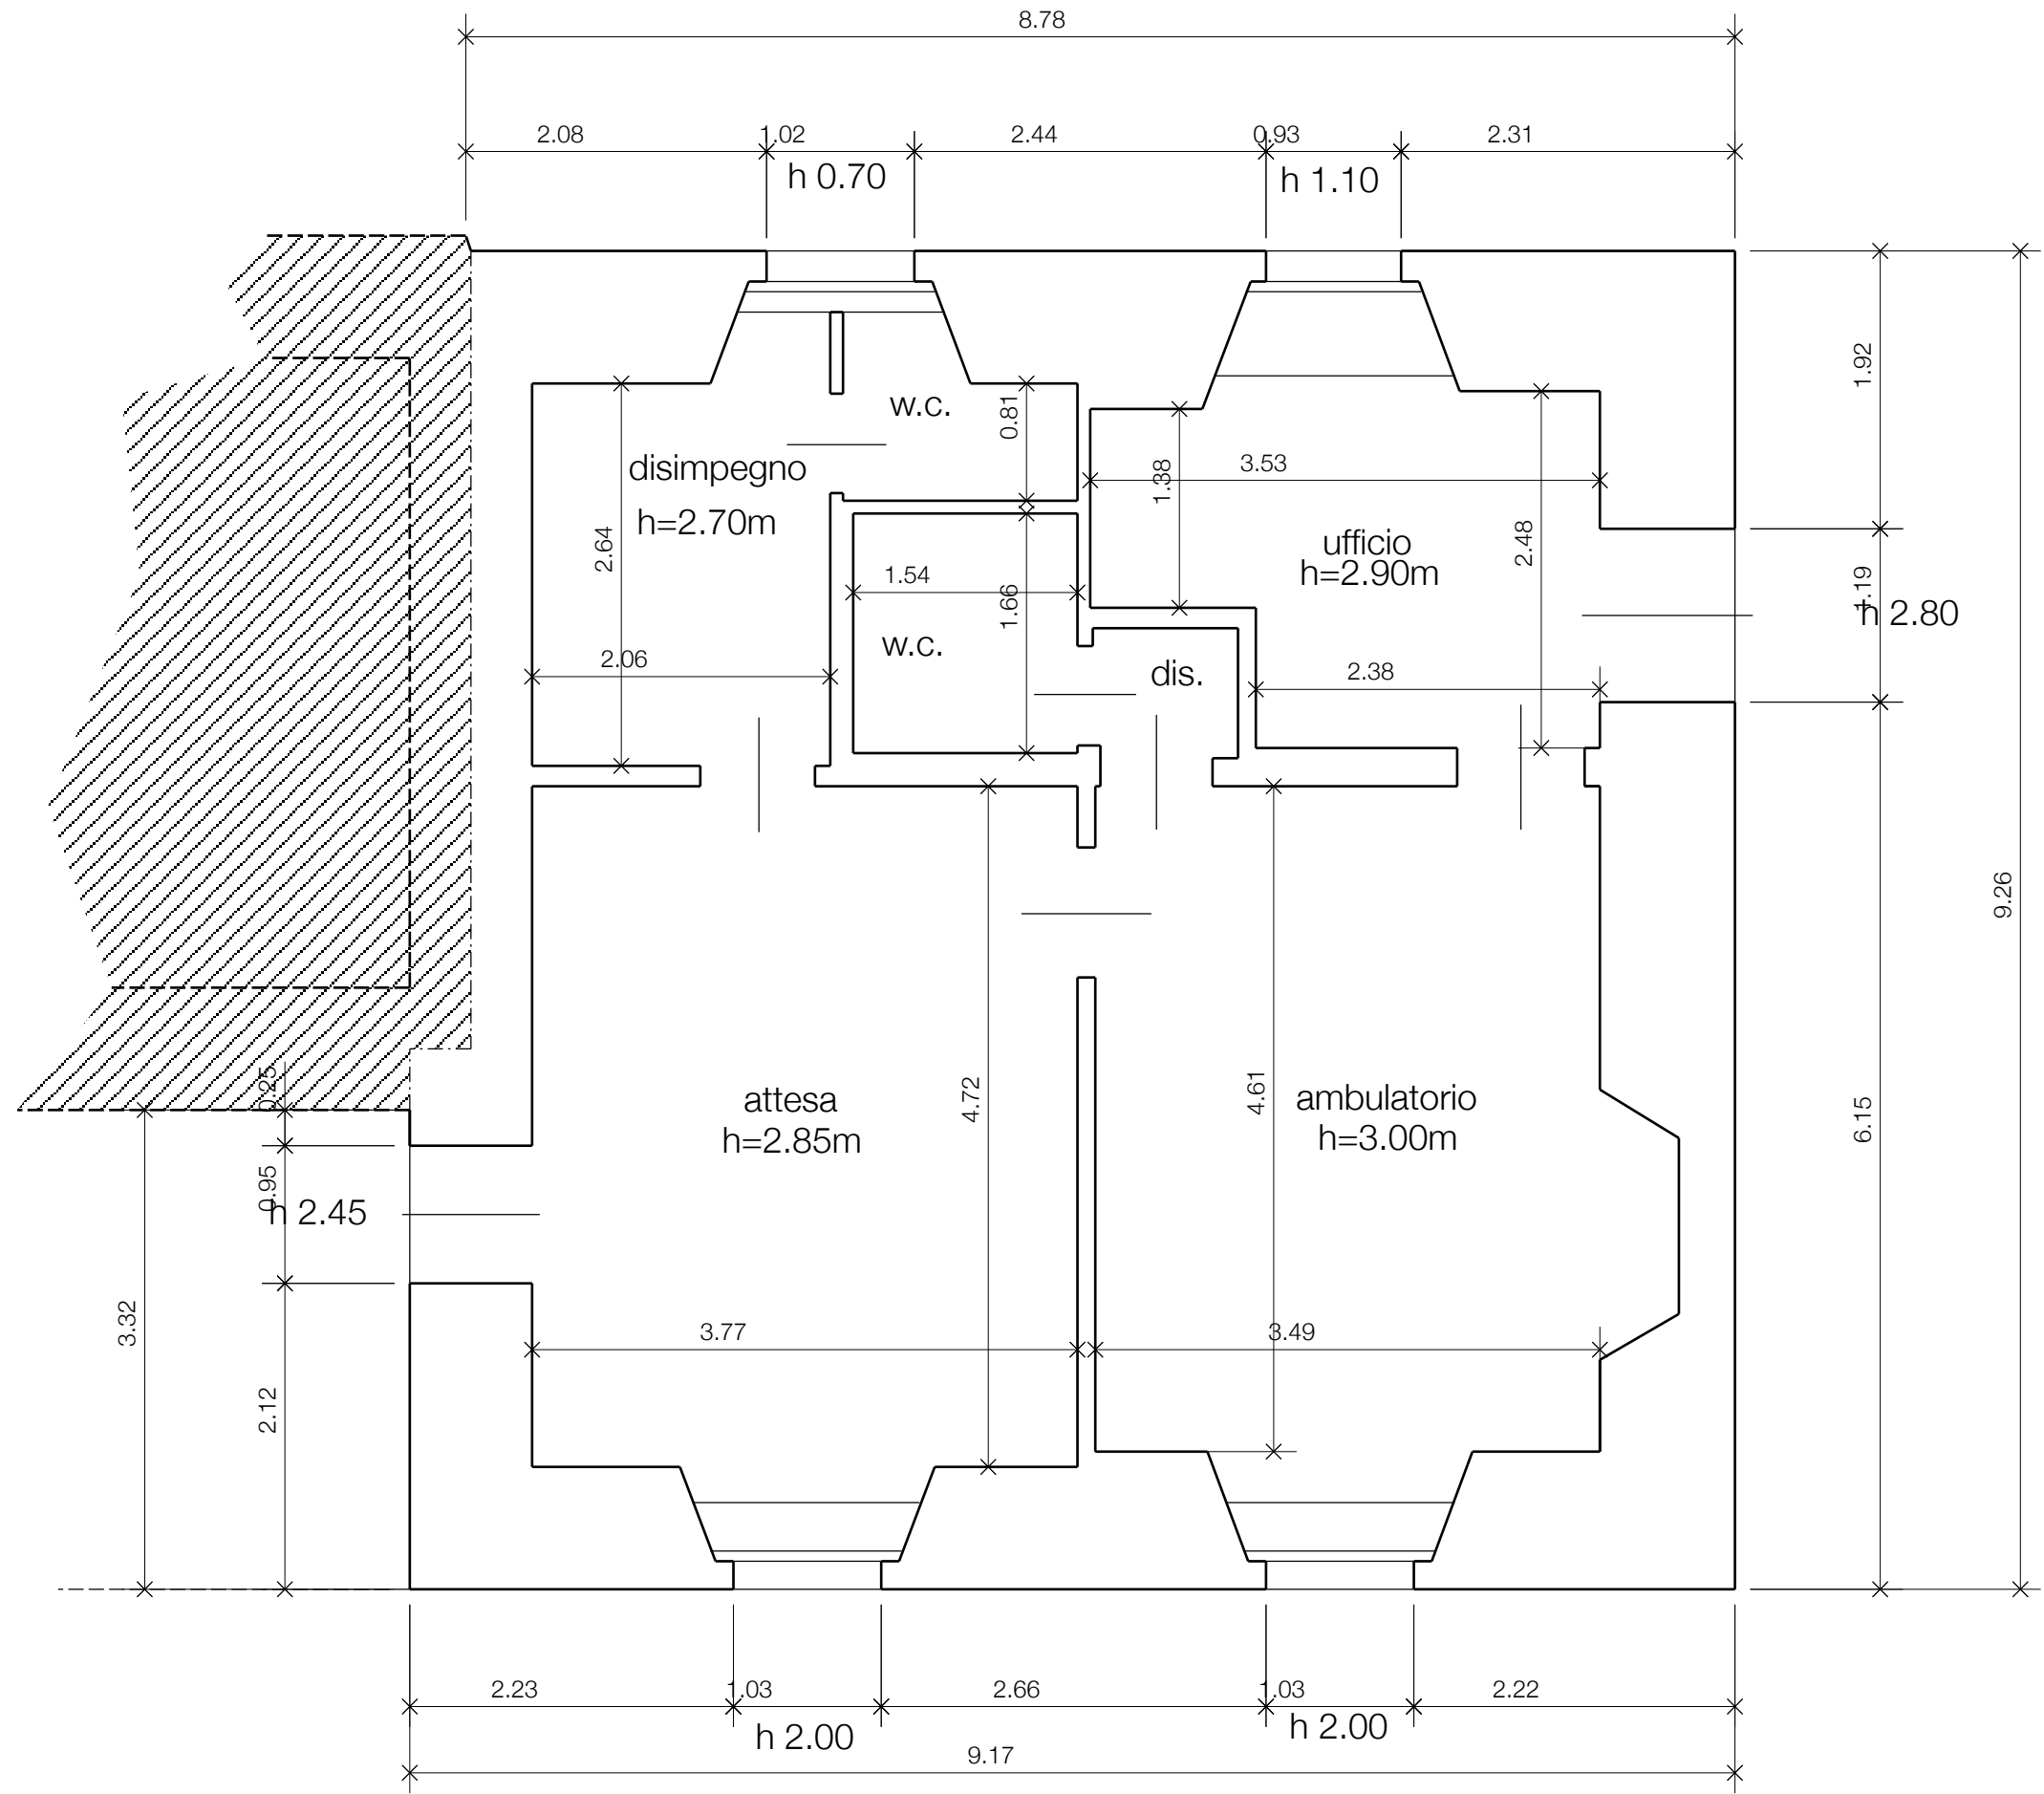 8.78
2.08
1.02
2.44
0.93
2.31
h 0.70
h 1.10
1.92
w.c.
0.81
disimpegno
h=2.70m
3.53
1.38
ufficio
h=2.90m
2.48
2.64
1.54
1.66
1.19
h 2.80
w.c.
2.06
dis.
2.38
9.26
0.25
attesa
h=2.85m
4.72
4.61
ambulatorio
h=3.00m
6.15
0.95
h 2.45
3.32
3.77
3.49
2.12
2.23
1.03
2.66
1.03
2.22
h 2.00
h 2.00
9.17